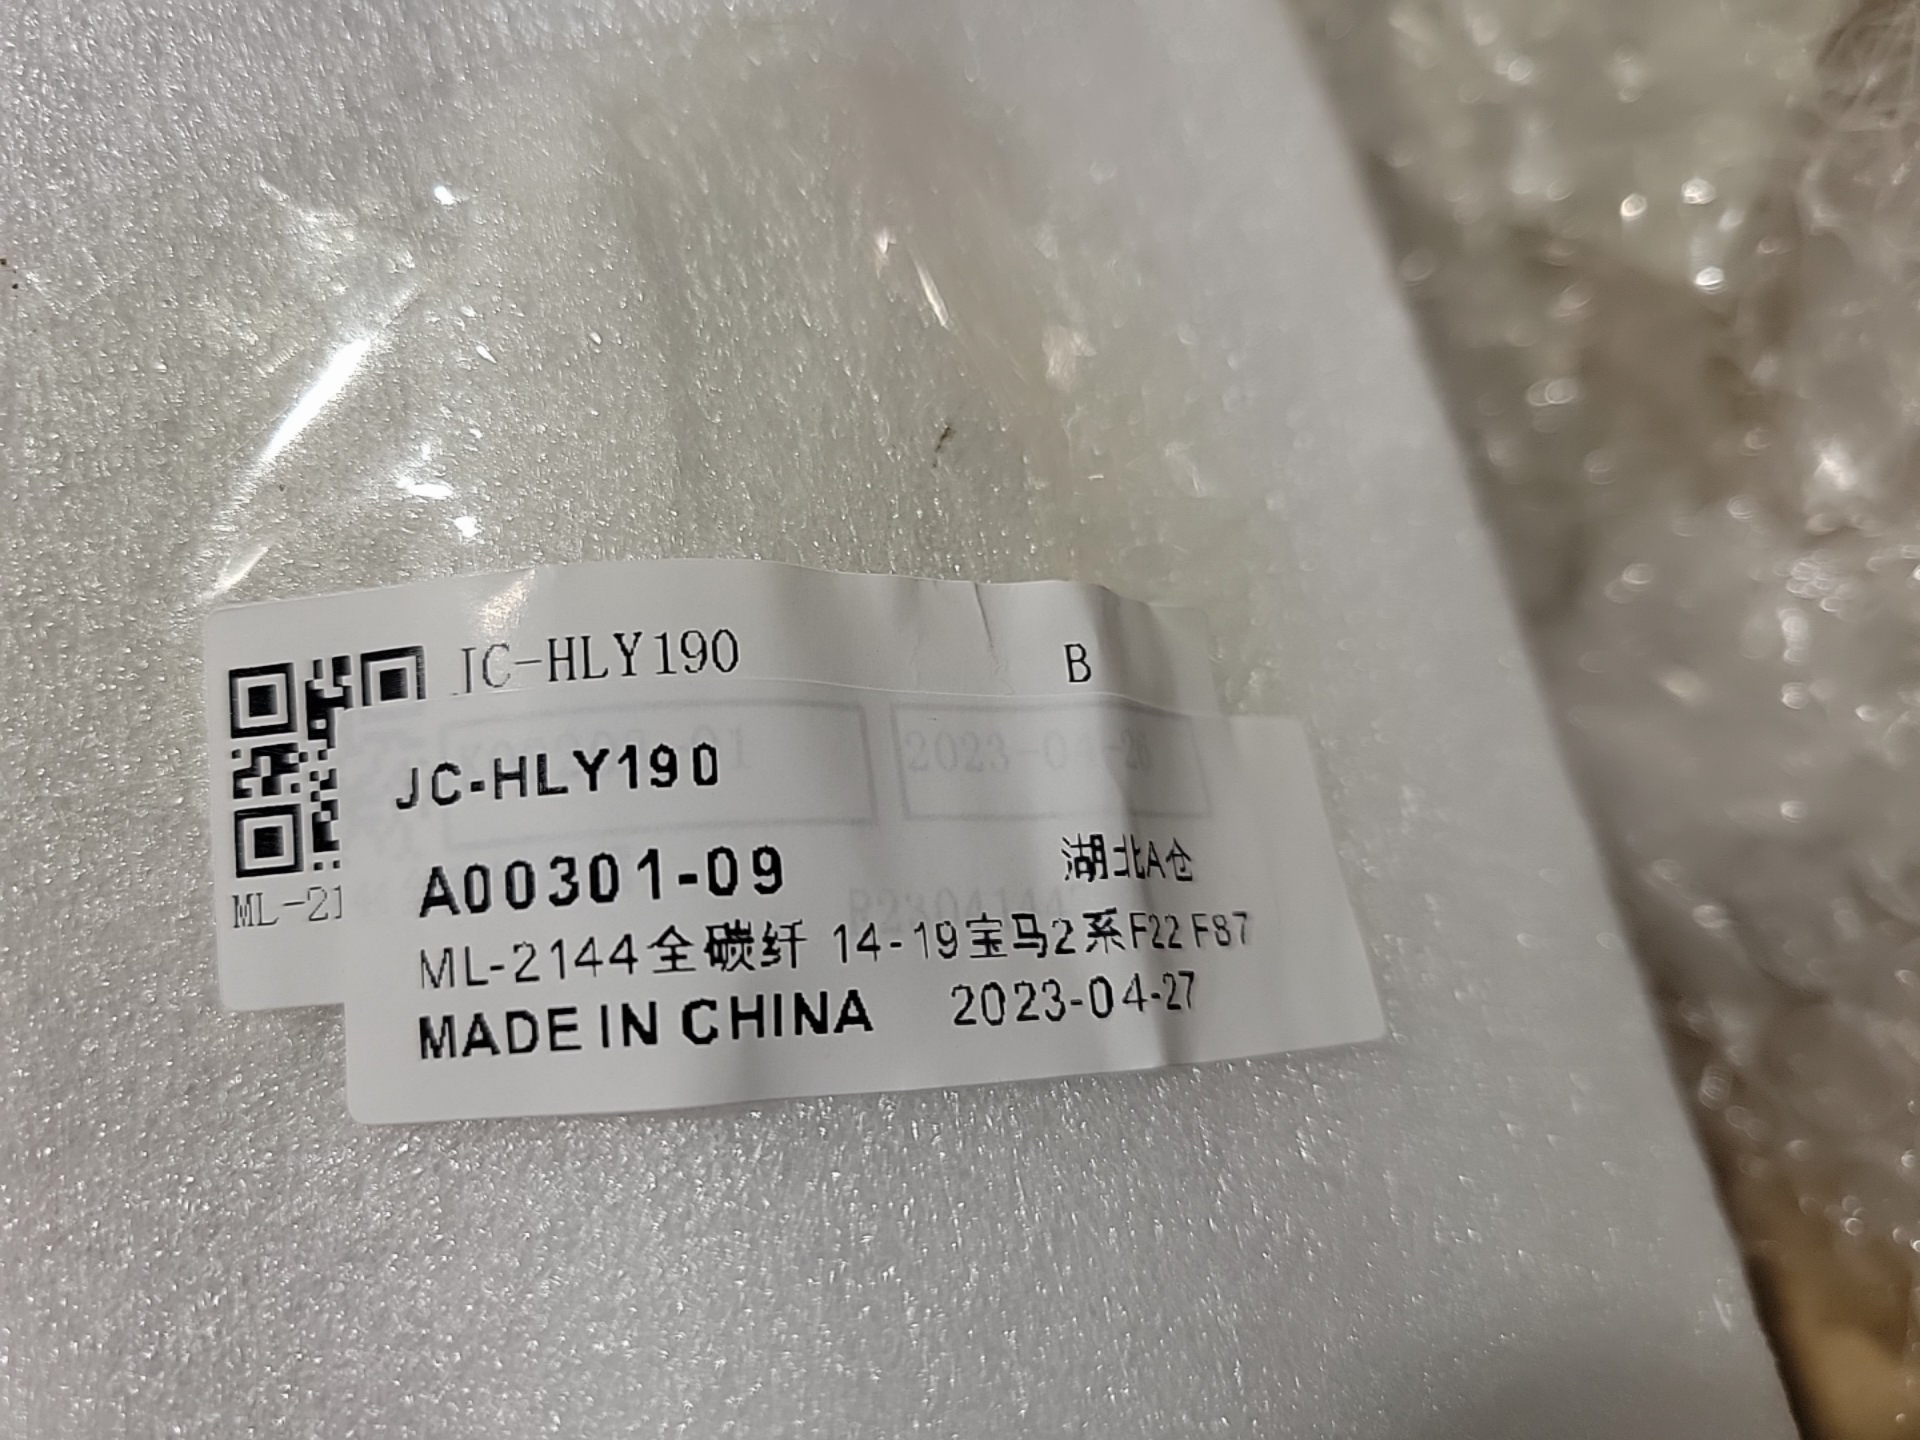 JC-HLY190 B
JC-HLY190
A00301-09 湖北A仓
ML-21
ML-2144全碳纤 14-19宝马2系F22 F87
MADE IN CHINA 2023-04-27